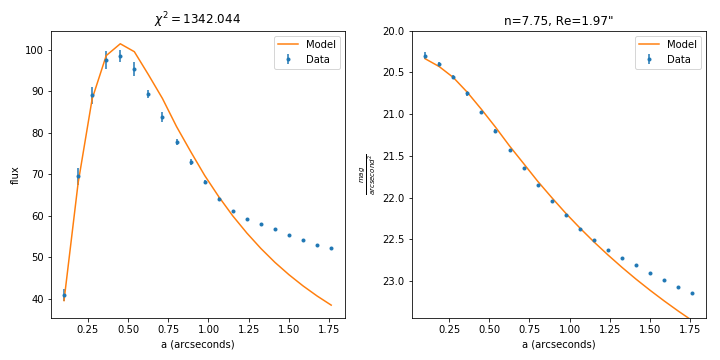 χ² = 1342.044
Model
Data
flux
100
90
80
70
60
50
40
0.25 0.50 0.75 1.00 1.25 1.50 1.75
a (arcseconds)
n=7.75, Re=1.97"
Model
Data
mag/arcsecond²
20.0
20.5
21.0
21.5
22.0
22.5
23.0
0.25 0.50 0.75 1.00 1.25 1.50 1.75
a (arcseconds)